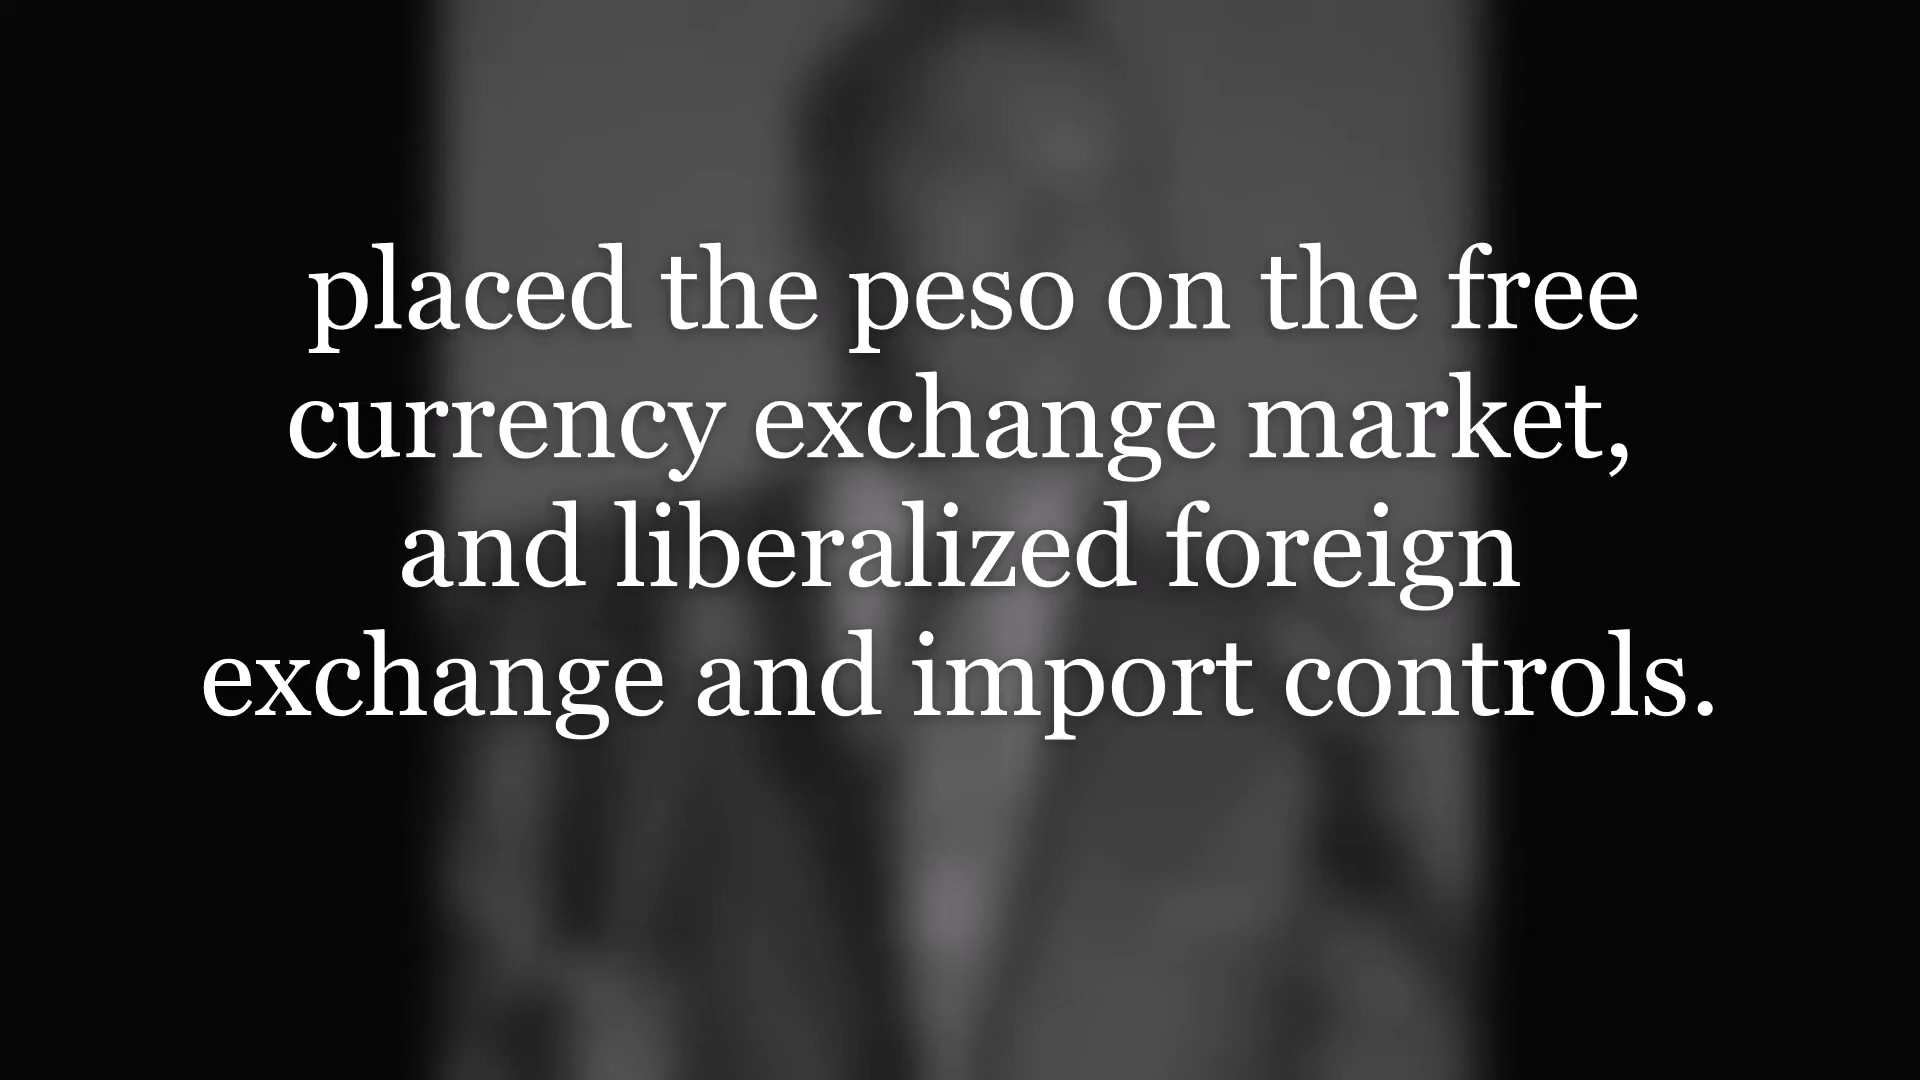 placed the peso on the free
currency exchange market,
and liberalized foreign
exchange and import controls.